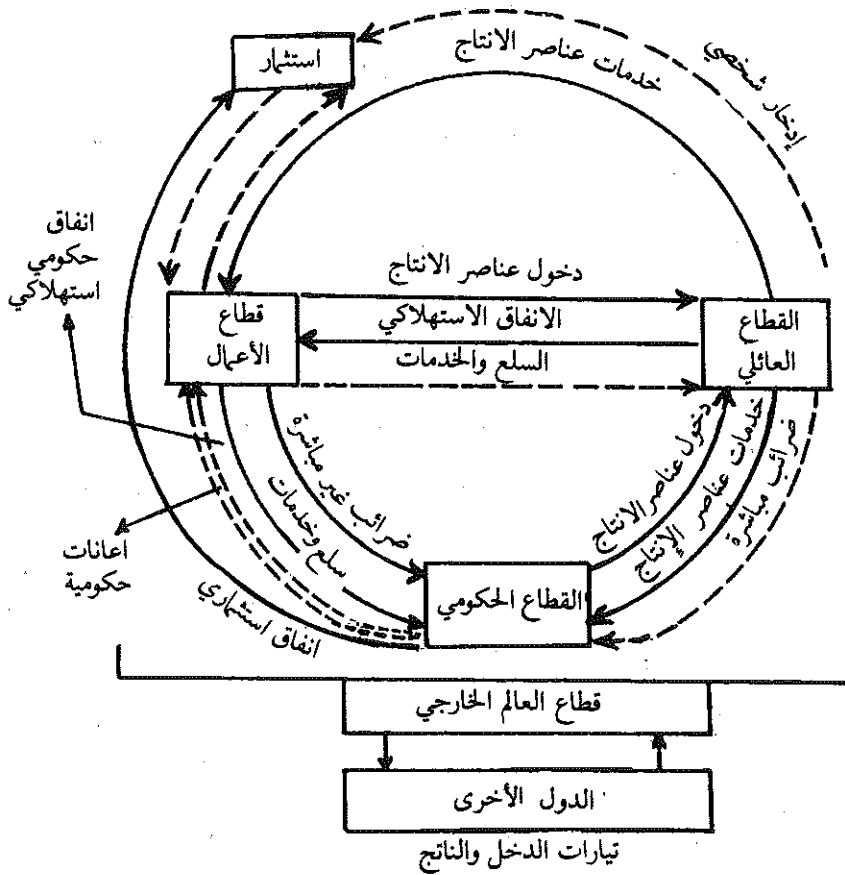 خدمات عناصر الانتاج
إدخار شخصي
استثمار
انفاق
حكومي
استهلاكي
دخول عناصر الانتاج
قطاع
الأعمال
الانفاق الاستهلاكي
القطاع
العائلي
السلع والخدمات
ضرائب غير مباشرة
سلع وخدمات
دخول عناصر الانتاج
خدمات عناصر الإنتاج
ضرائب مباشرة
اعانات
حكومية
القطاع الحكومي
انفاق استثماري
قطاع العالم الخارجي
الدول الأخرى
تيارات الدخل والناتج